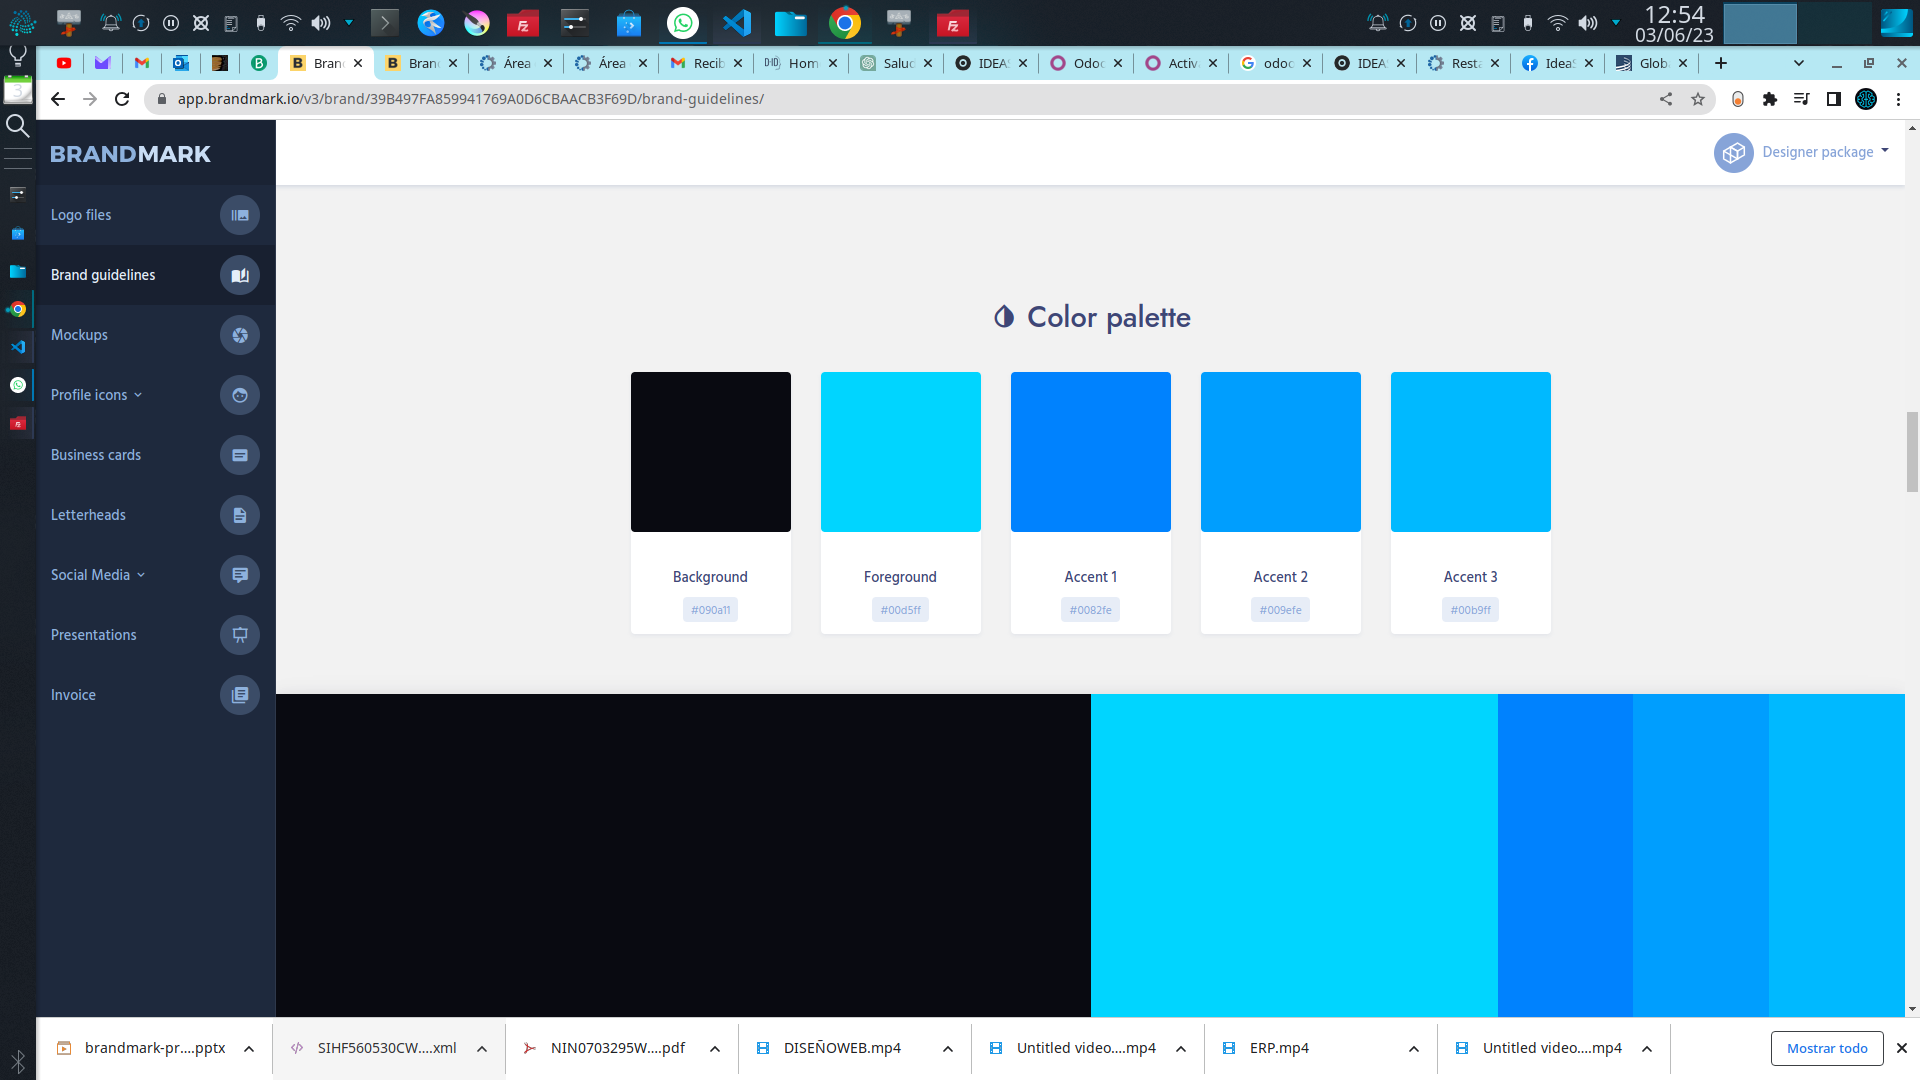 12:54
03/06/23
Bran
Bran
Área
Área
Recib
Hom
Salud
IDEA
Odoo
Activ
odoo
IDEA
Resta
Idea
Glob
app.brandmark.io/v3/brand/39B497FA859941769A0D6CBAACB3F69D/brand-guidelines/
BRANDMARK
Designer package
Logo files
Brand guidelines
Mockups
Profile icons
Business cards
Letterheads
Social Media
Presentations
Invoice
Color palette
Background
Foreground
Accent 1
Accent 2
Accent 3
#090a11
#00d5ff
#0082fe
#009efe
#00b9ff
brandmark-pr....pptx
SIHF560530CW....xml
NIN0703295W....pdf
DISEÑOWEB.mp4
Untitled video....mp4
ERP.mp4
Untitled video....mp4
Mostrar todo